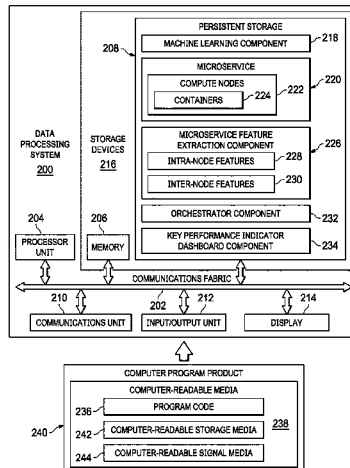 PERSISTENT STORAGE
208
MACHINE LEARNING COMPONENT
218
MICROSERVICE
COMPUTE NODES
CONTAINERS
224
222
220
DATA PROCESSING SYSTEM
200
STORAGE DEVICES
216
MICROSERVICE FEATURE EXTRACTION COMPONENT
226
INTRA-NODE FEATURES
228
INTER-NODE FEATURES
230
ORCHESTRATOR COMPONENT
232
KEY PERFORMANCE INDICATOR DASHBOARD COMPONENT
234
204
PROCESSOR UNIT
206
MEMORY
COMMUNICATIONS FABRIC
202
210
COMMUNICATIONS UNIT
212
INPUT/OUTPUT UNIT
214
DISPLAY
COMPUTER PROGRAM PRODUCT
COMPUTER-READABLE MEDIA
236
PROGRAM CODE
238
240
242
COMPUTER-READABLE STORAGE MEDIA
244
COMPUTER-READABLE SIGNAL MEDIA